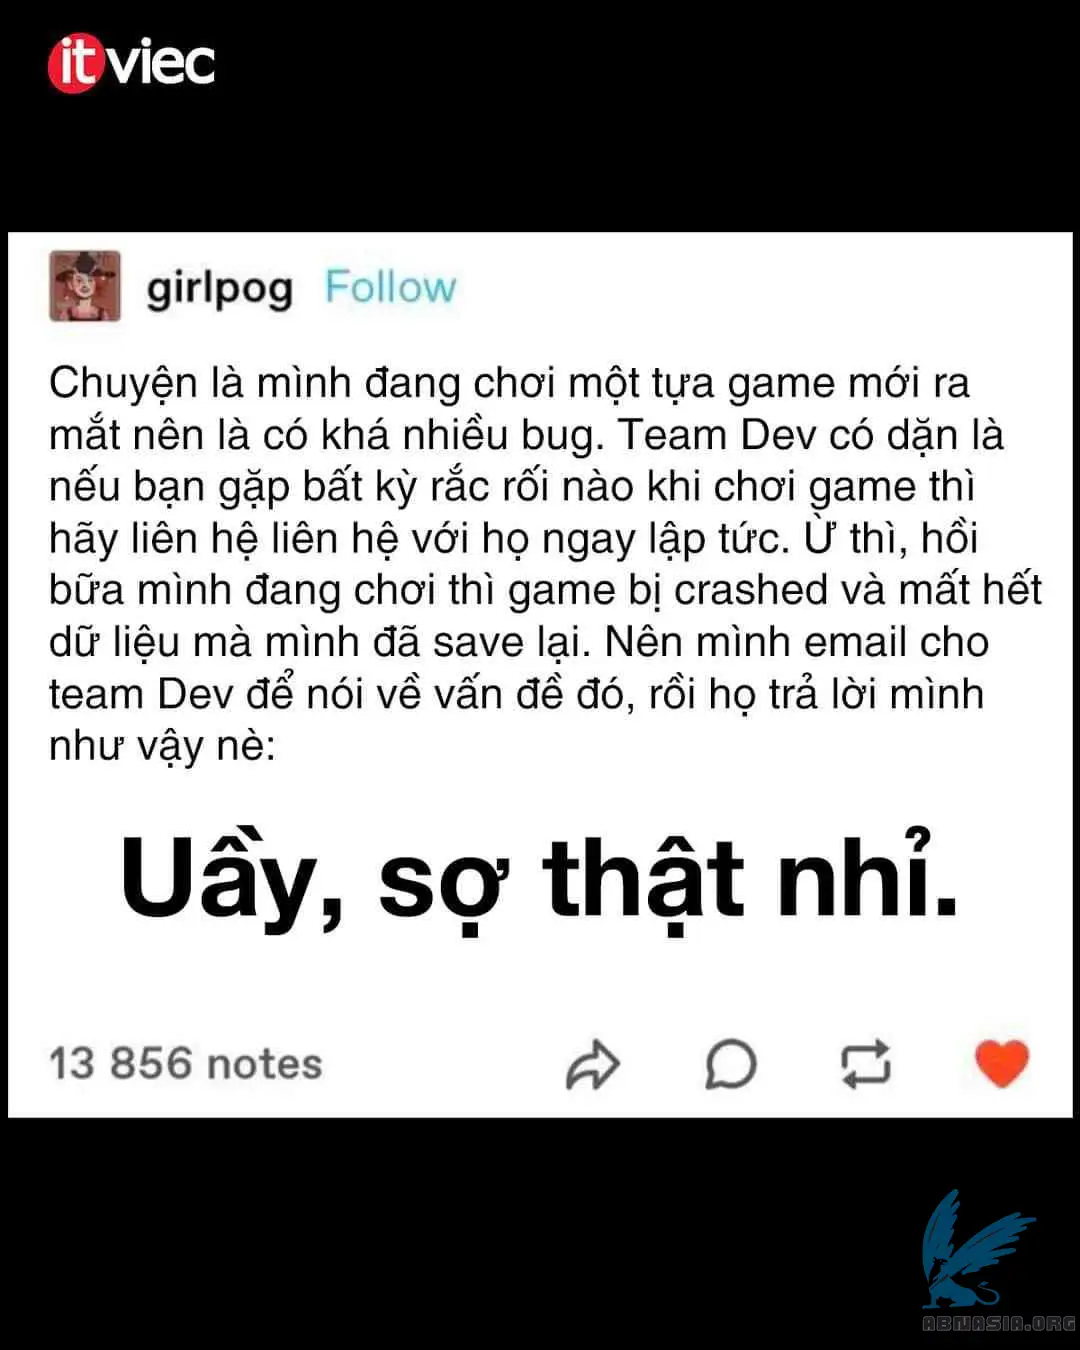 itviec
girlpog Follow
Chuyện là mình đang chơi một tựa game mới ra
mắt nên là có khá nhiều bug. Team Dev có dặn là
nếu bạn gặp bất kỳ rắc rối nào khi chơi game thì
hãy liên hệ liên hệ với họ ngay lập tức. Ừ thì, hồi
bữa mình đang chơi thì game bị crashed và mất hết
dữ liệu mà mình đã save lại. Nên mình email cho
team Dev để nói về vấn đề đó, rồi họ trả lời mình
như vậy nè:
Uầy, sợ thật nhỉ.
13 856 notes
ABNASIA.ORG